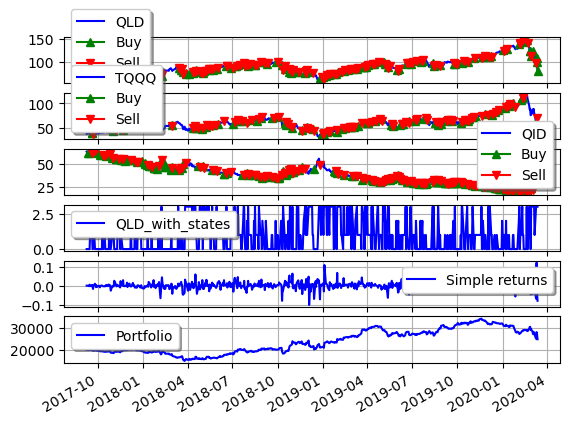 150
100
QLD
Buy
Sell
100
50
TQQQ
Buy
Sell
50
25
QID
Buy
Sell
2.5
0.0
QLD_with_states
0.1
0.0
−0.1
Simple returns
30000
20000
Portfolio
2017-10
2018-01
2018-04
2018-07
2018-10
2019-01
2019-04
2019-07
2019-10
2020-01
2020-04